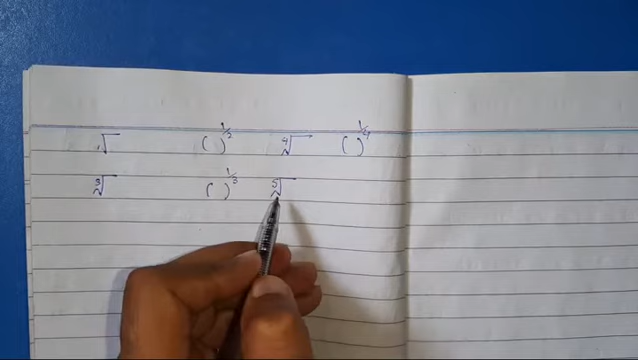 √ ( )^{1/2} ∜ ( )^{1/4}
∛ ( )^{1/3} ⁵√